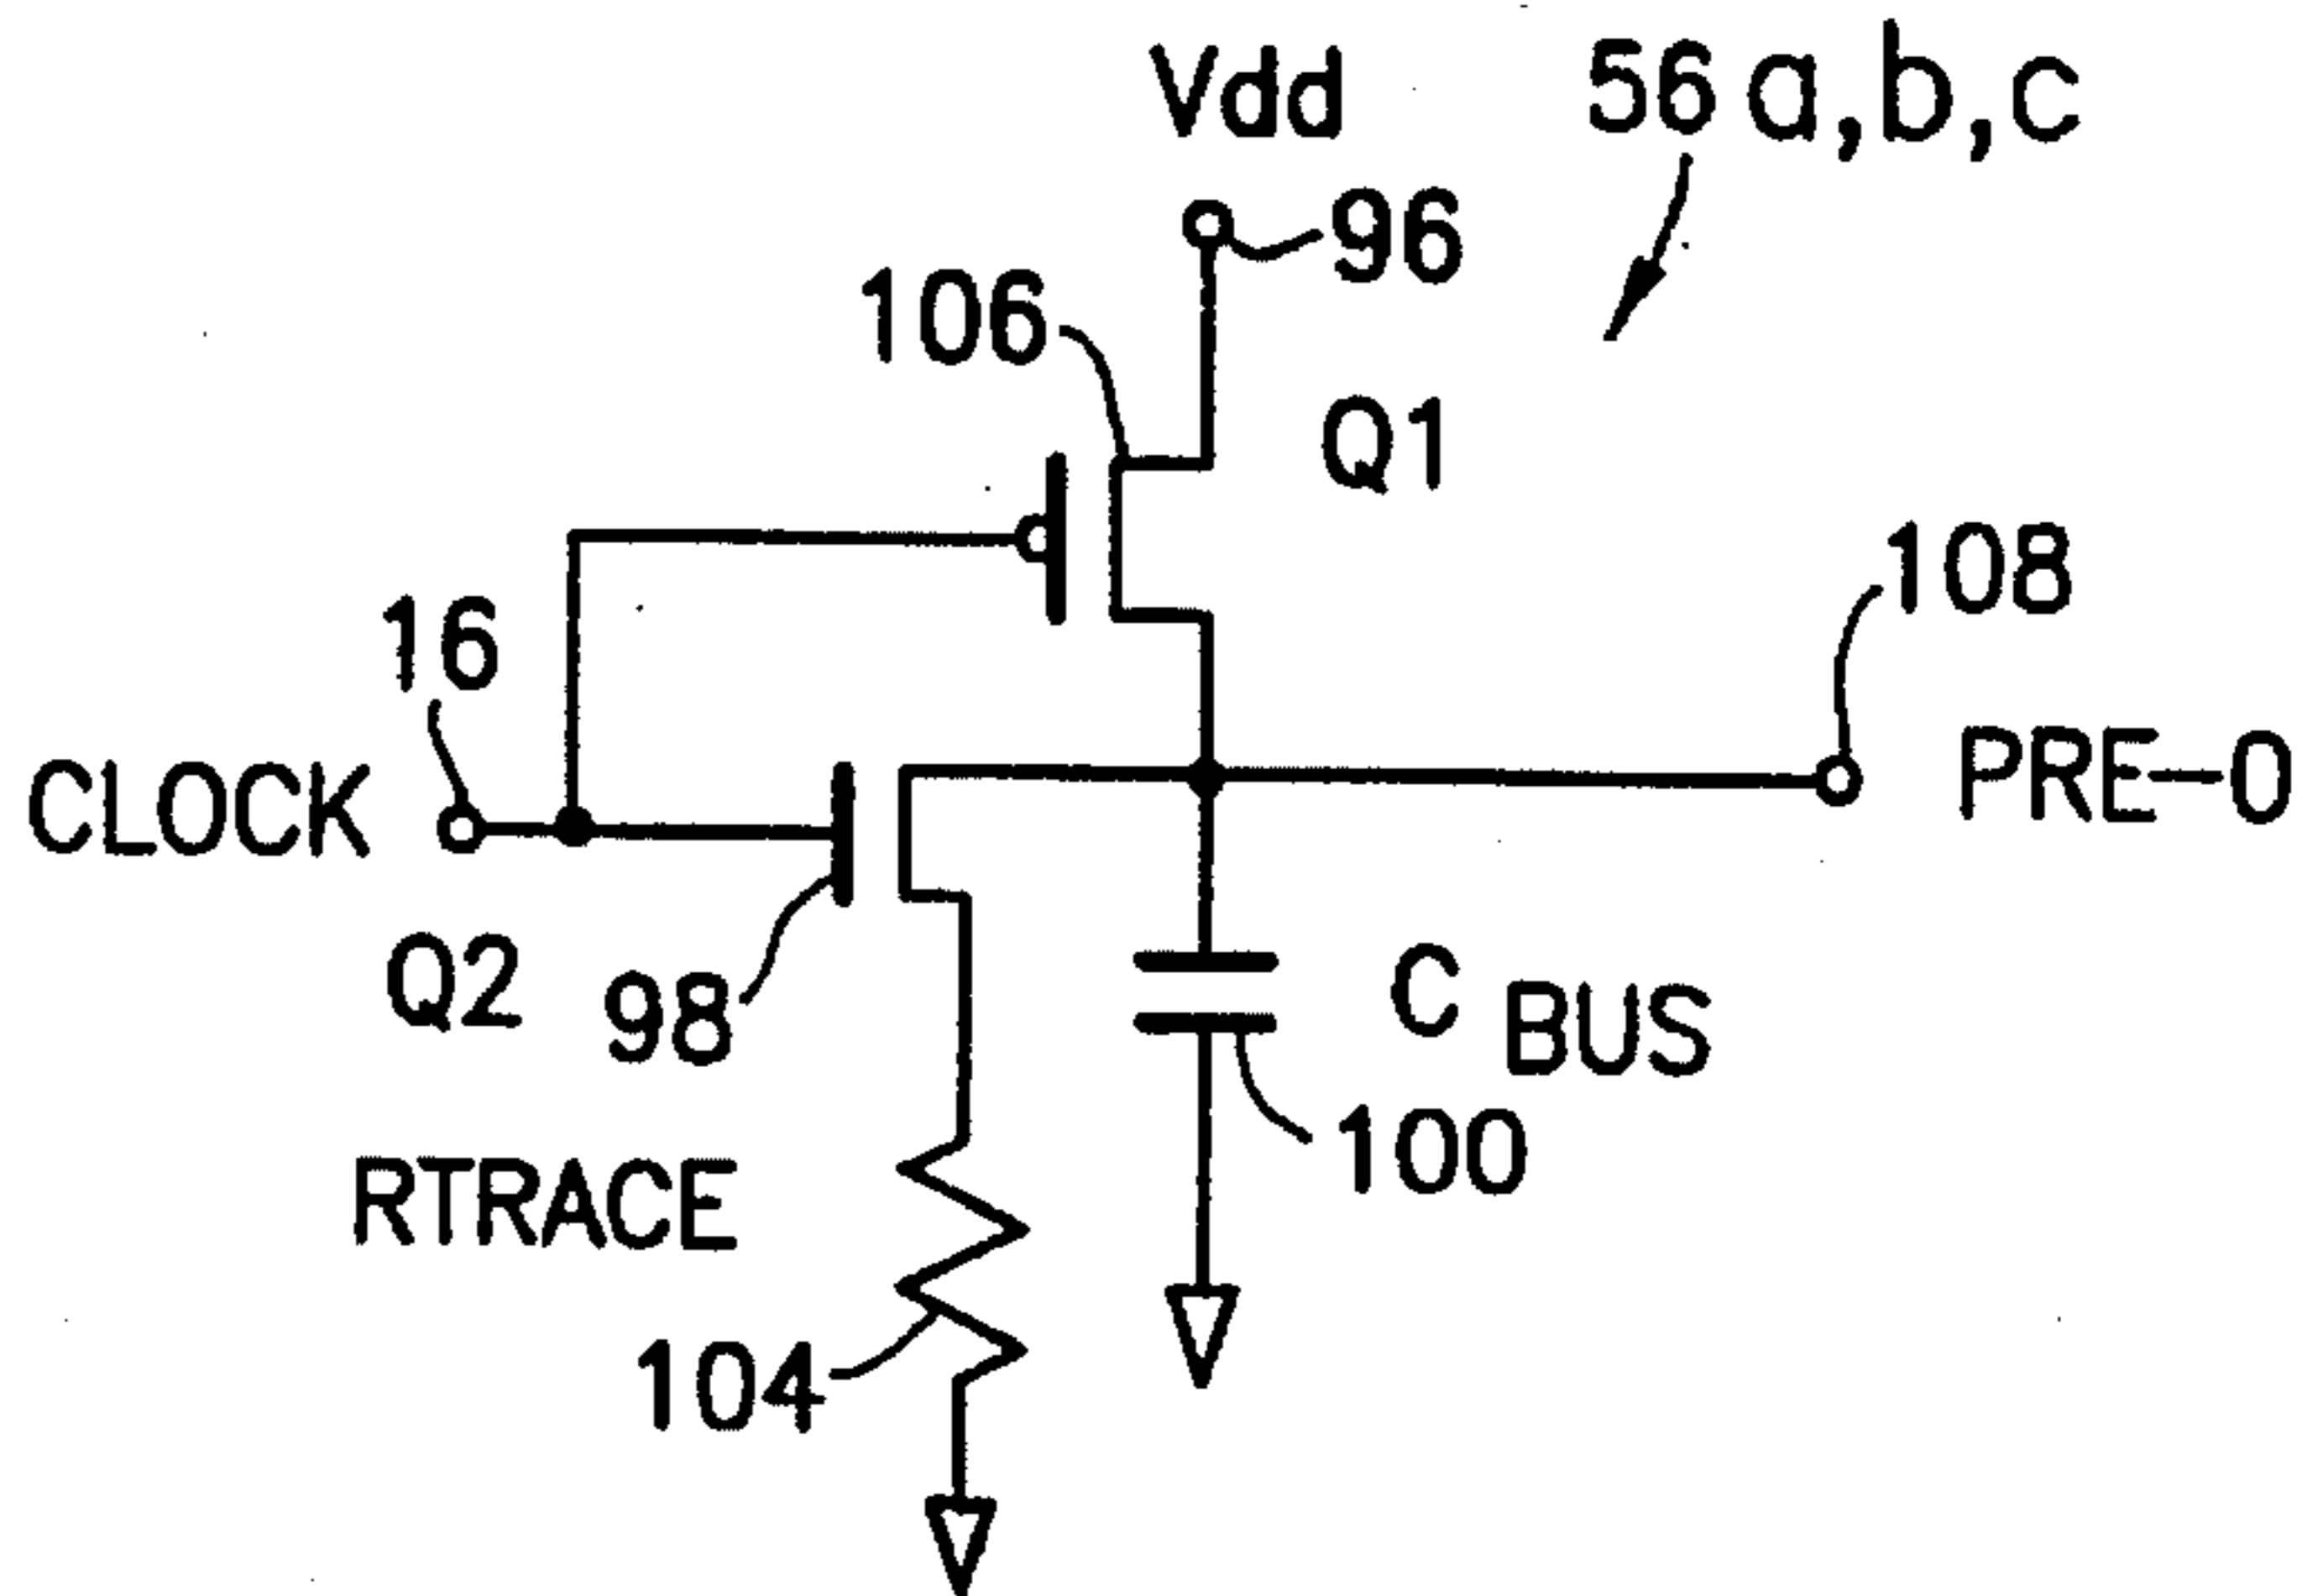 Vdd
56 a,b,c
96
106
Q1
16
108
CLOCK
PRE-0
Q2
98
C BUS
100
RTRACE
104